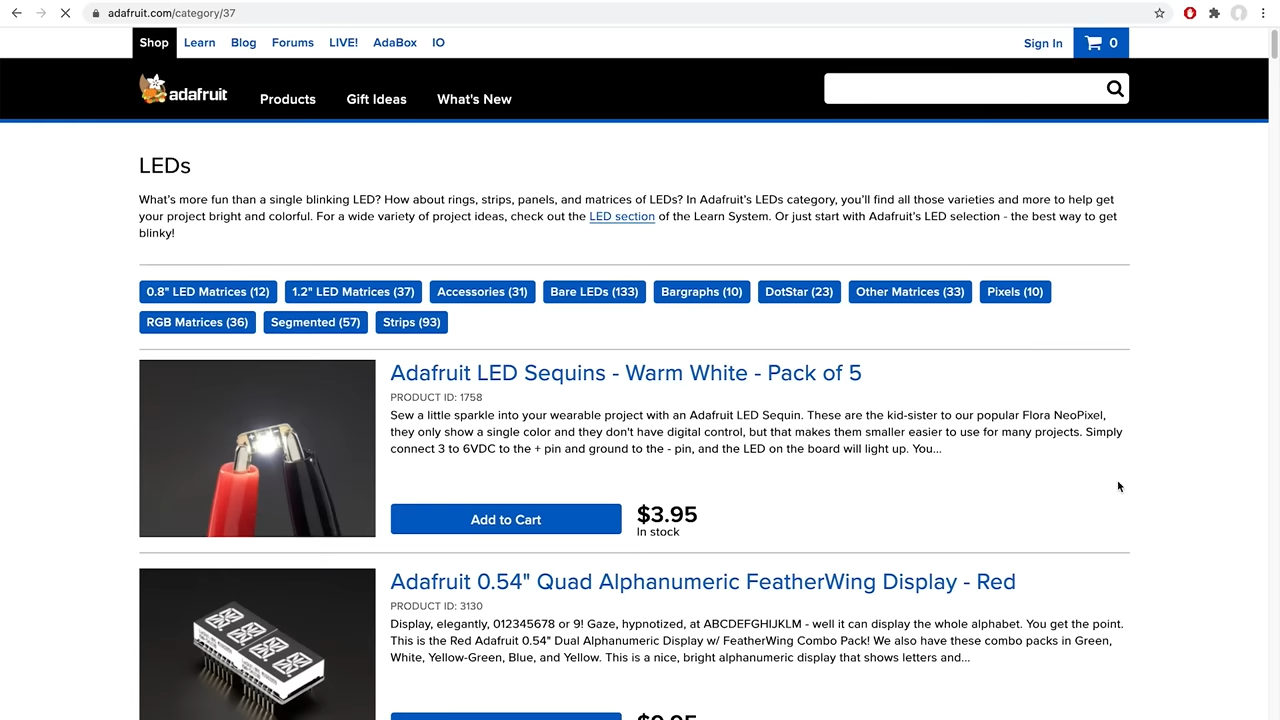 adafruit.com/category/37
Shop Learn Blog Forums LIVE! AdaBox IO Sign In 0
adafruit Products Gift Ideas What's New
LEDs
What's more fun than a single blinking LED? How about rings, strips, panels, and matrices of LEDs? In Adafruit's LEDs category, you'll find all those varieties and more to help get
your project bright and colorful. For a wide variety of project ideas, check out the LED section of the Learn System. Or just start with Adafruit's LED selection - the best way to get
blinky!
0.8" LED Matrices (12) 1.2" LED Matrices (37) Accessories (31) Bare LEDs (133) Bargraphs (10) DotStar (23) Other Matrices (33) Pixels (10)
RGB Matrices (36) Segmented (57) Strips (93)
Adafruit LED Sequins - Warm White - Pack of 5
PRODUCT ID: 1758
Sew a little sparkle into your wearable project with an Adafruit LED Sequin. These are the kid-sister to our popular Flora NeoPixel,
they only show a single color and they don't have digital control, but that makes them smaller easier to use for many projects. Simply
connect 3 to 6VDC to the + pin and ground to the - pin, and the LED on the board will light up. You...
Add to Cart $3.95
In stock
Adafruit 0.54" Quad Alphanumeric FeatherWing Display - Red
PRODUCT ID: 3130
Display, elegantly, 012345678 or 9! Gaze, hypnotized, at ABCDEFGHIJKLM - well it can display the whole alphabet. You get the point.
This is the Red Adafruit 0.54" Dual Alphanumeric Display w/ FeatherWing Combo Pack! We also have these combo packs in Green,
White, Yellow-Green, Blue, and Yellow. This is a nice, bright alphanumeric display that shows letters and...